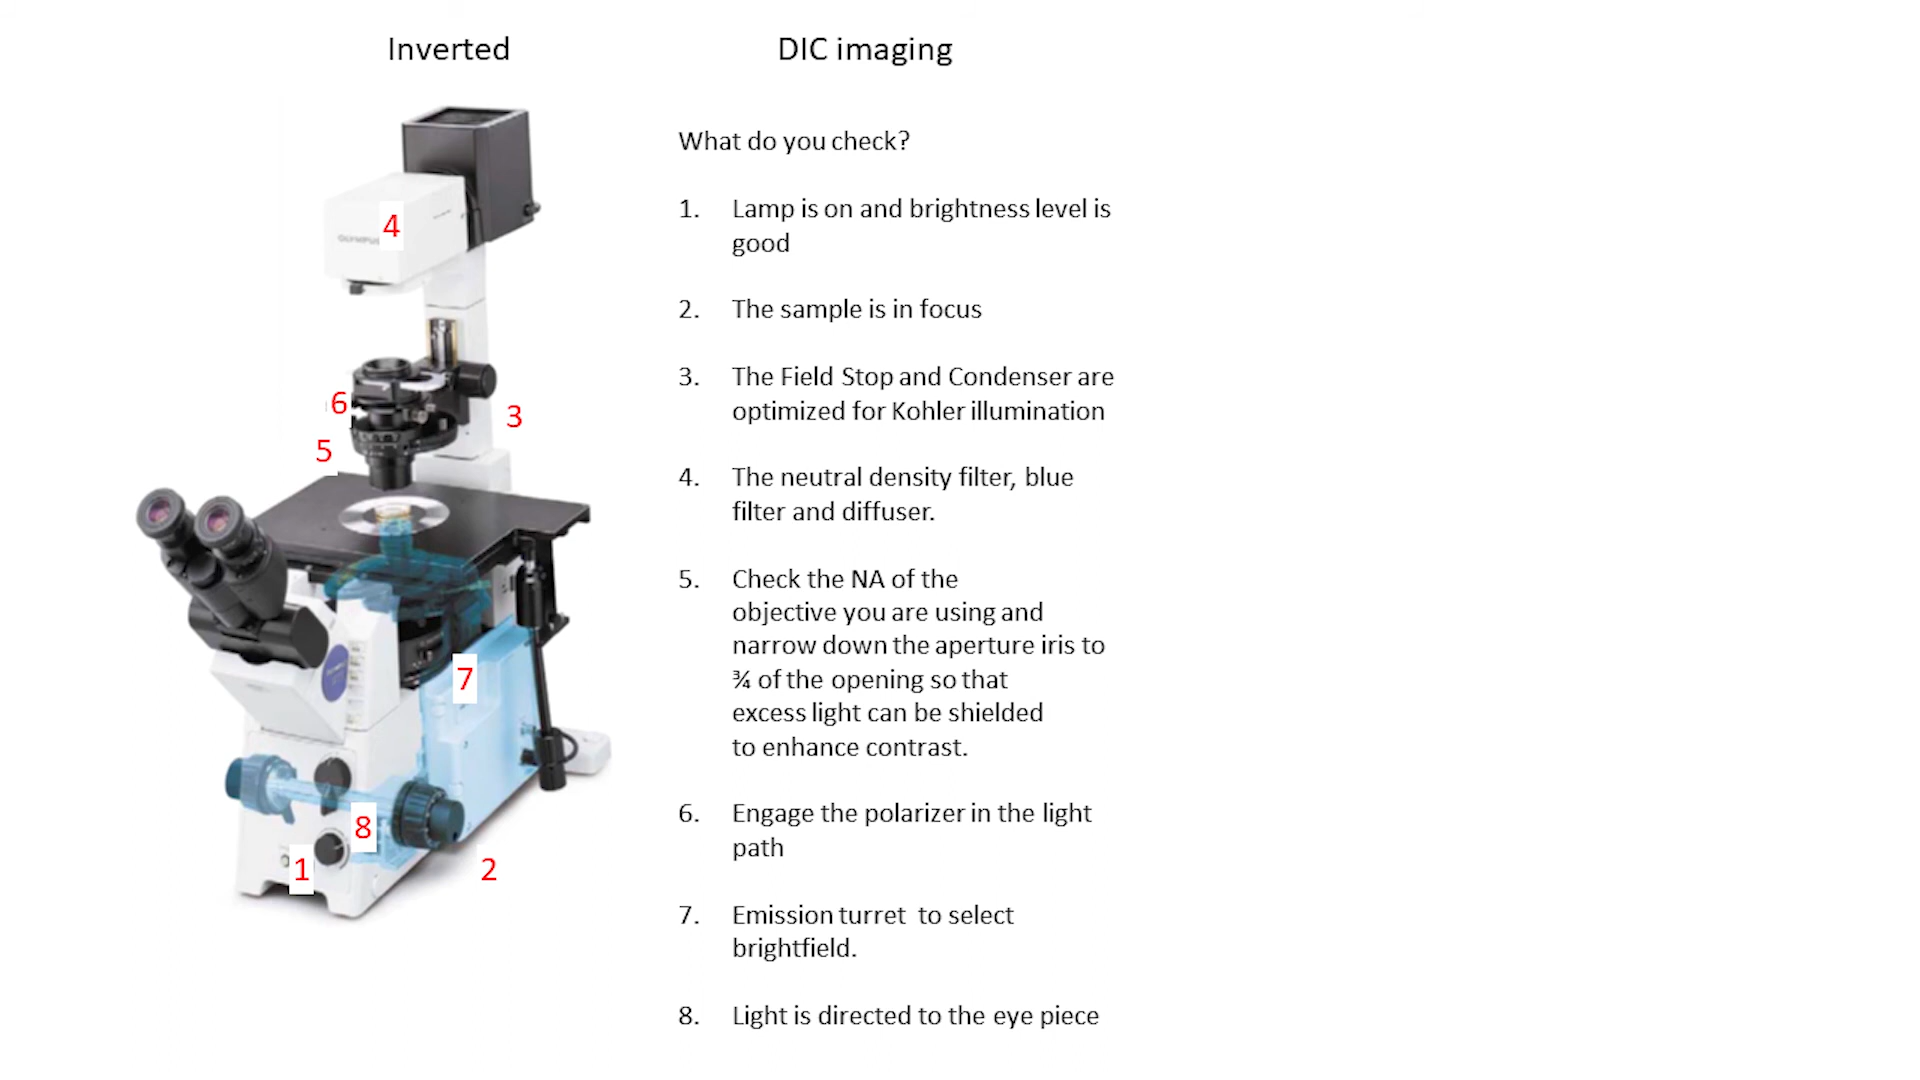 Inverted
DIC imaging
What do you check?
1. Lamp is on and brightness level is
good
2. The sample is in focus
3. The Field Stop and Condenser are
optimized for Kohler illumination
4. The neutral density filter, blue
filter and diffuser.
5. Check the NA of the
objective you are using and
narrow down the aperture iris to
¾ of the opening so that
excess light can be shielded
to enhance contrast.
6. Engage the polarizer in the light
path
7. Emission turret to select
brightfield.
8. Light is directed to the eye piece
4
6
3
5
7
8
1
2